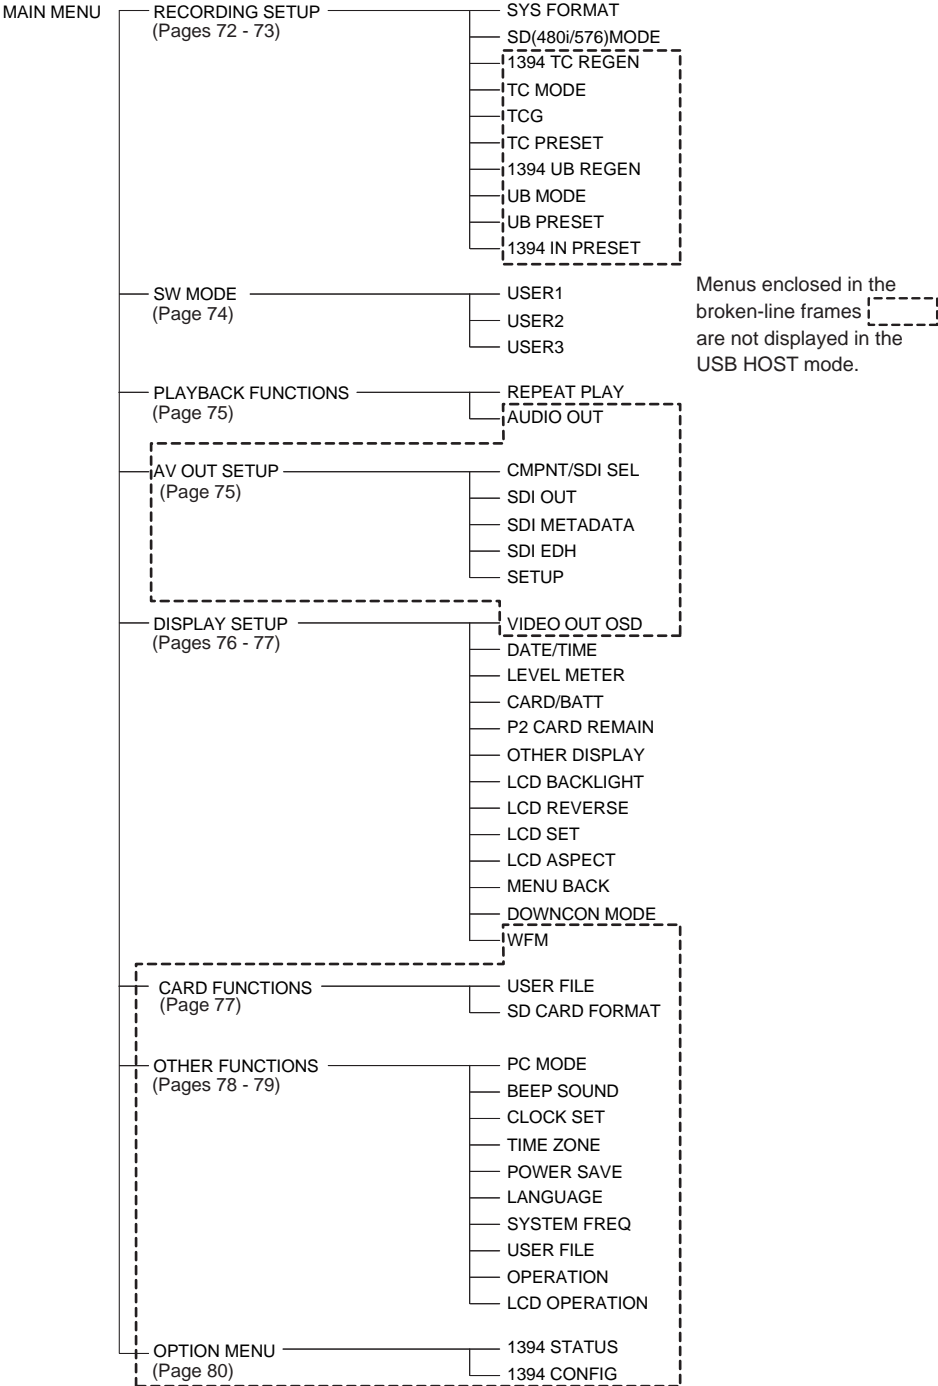 MAIN MENU
RECORDING SETUP
(Pages 72 - 73)
SYS FORMAT
SD(480i/576)MODE
1394 TC REGEN
TC MODE
TCG
TC PRESET
1394 UB REGEN
UB MODE
UB PRESET
1394 IN PRESET
SW MODE
(Page 74)
USER1
USER2
USER3
Menus enclosed in the
broken-line frames
are not displayed in the
USB HOST mode.
PLAYBACK FUNCTIONS
(Page 75)
REPEAT PLAY
AUDIO OUT
AV OUT SETUP
(Page 75)
CMPNT/SDI SEL
SDI OUT
SDI METADATA
SDI EDH
SETUP
DISPLAY SETUP
(Pages 76 - 77)
VIDEO OUT OSD
DATE/TIME
LEVEL METER
CARD/BATT
P2 CARD REMAIN
OTHER DISPLAY
LCD BACKLIGHT
LCD REVERSE
LCD SET
LCD ASPECT
MENU BACK
DOWNCON MODE
WFM
CARD FUNCTIONS
(Page 77)
USER FILE
SD CARD FORMAT
OTHER FUNCTIONS
(Pages 78 - 79)
PC MODE
BEEP SOUND
CLOCK SET
TIME ZONE
POWER SAVE
LANGUAGE
SYSTEM FREQ
USER FILE
OPERATION
LCD OPERATION
OPTION MENU
(Page 80)
1394 STATUS
1394 CONFIG